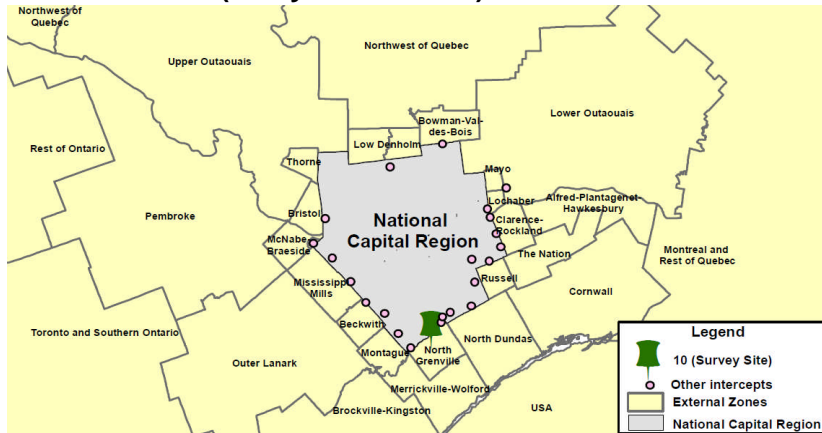 Northwest of
Quebec
Northwest of Quebec
Upper Outaouais
Bowman-Val-
des-Bois
Lower Outaouais
Low Denholm
Rest of Ontario
Thorne
Mayo
Lochaber
Alfred-Plantagenet-
Hawkesbury
Pembroke
Bristol
National
Capital Region
Clarence-
Rockland
McNabe-
Braeside
The Nation
Montreal and
Rest of Quebec
Mississippi
Mills
Russell
Cornwall
Toronto and Southern Ontario
Beckwith
North Dundas
Outer Lanark
Montague
North
Grenville
Merrickville-Wolford
Brockville-Kingston
USA
Legend
10 (Survey Site)
Other intercepts
External Zones
National Capital Region